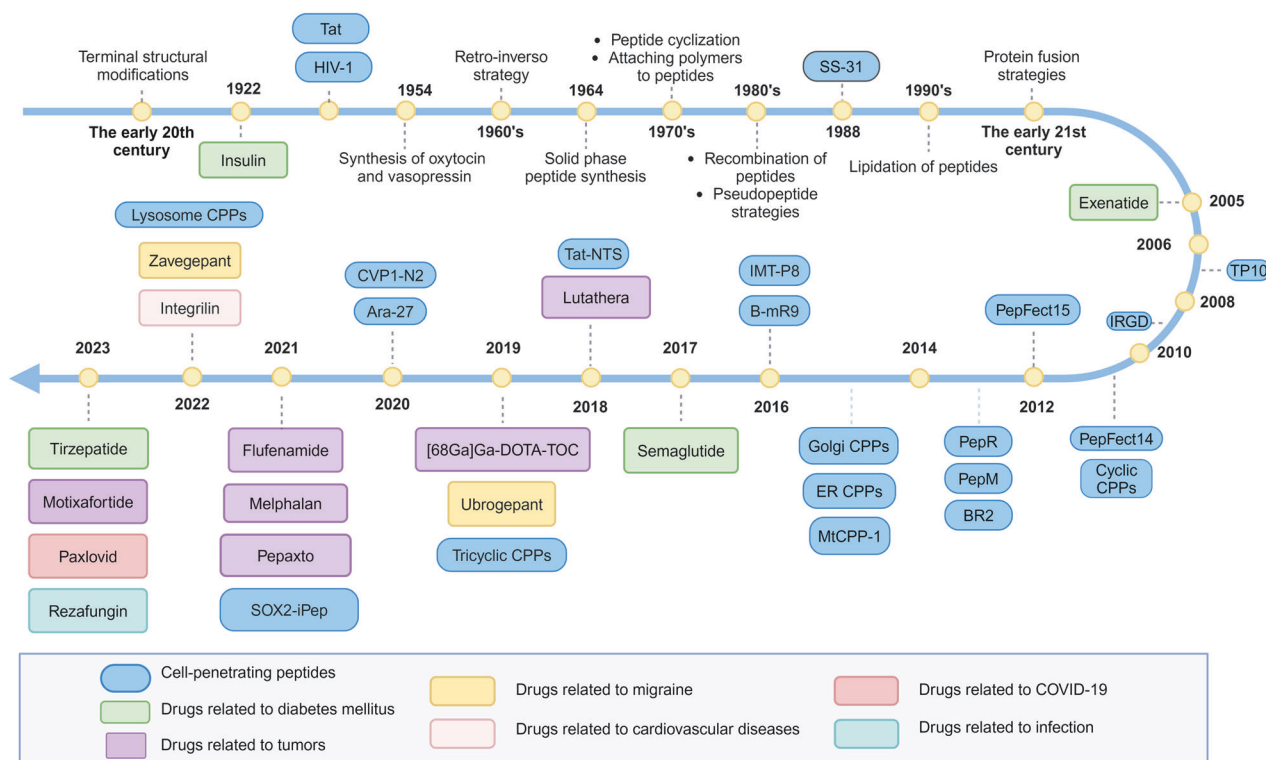 Tat
HIV-1
Terminal structural
modifications
The early 20th
century
1922
Insulin
1954
Synthesis of oxytocin
and vasopressin
Retro-inverso
strategy
1960's
1964
Solid phase
peptide synthesis
• Peptide cyclization
• Attaching polymers
to peptides
1970's
1980's
• Recombination of
peptides
• Pseudopeptide
strategies
SS-31
1988
1990's
Lipidation of peptides
Protein fusion
strategies
The early 21st
century
Exenatide
2005
2006
TP10
2008
IRGD
2010
PepFect14
Cyclic
CPPs
PepFect15
2012
PepR
PepM
BR2
2014
Golgi CPPs
ER CPPs
MtCPP-1
IMT-P8
B-mR9
2016
2017
Semaglutide
Tat-NTS
Lutathera
2018
2019
[68Ga]Ga-DOTA-TOC
Ubrogepant
Tricyclic CPPs
CVP1-N2
Ara-27
2020
2021
Flufenamide
Melphalan
Pepaxto
SOX2-iPep
Lysosome CPPs
Zavegepant
Integrilin
2022
2023
Tirzepatide
Motixafortide
Paxlovid
Rezafungin
Cell-penetrating peptides
Drugs related to diabetes mellitus
Drugs related to tumors
Drugs related to migraine
Drugs related to cardiovascular diseases
Drugs related to COVID-19
Drugs related to infection